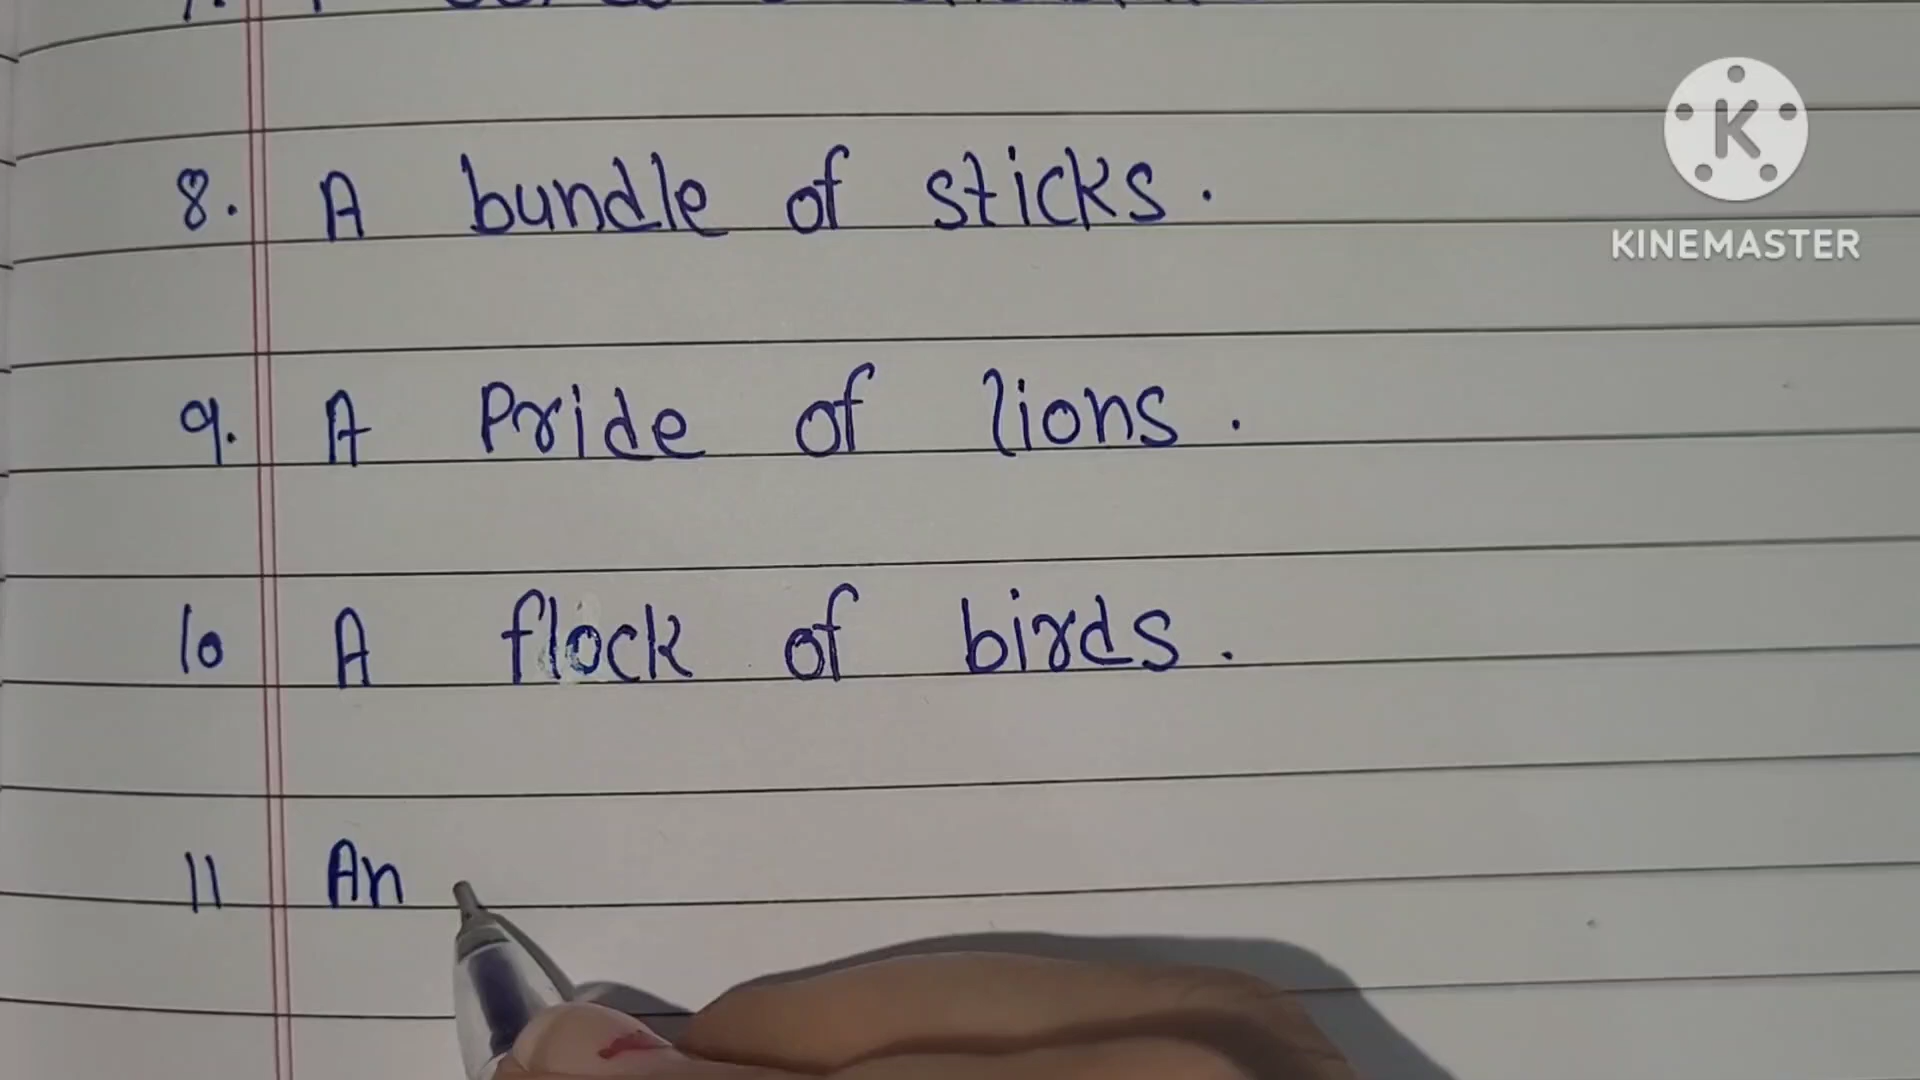 8. A bundle of sticks.
KINEMASTER
9. A Pride of lions.
10 A flock of birds.
11 An